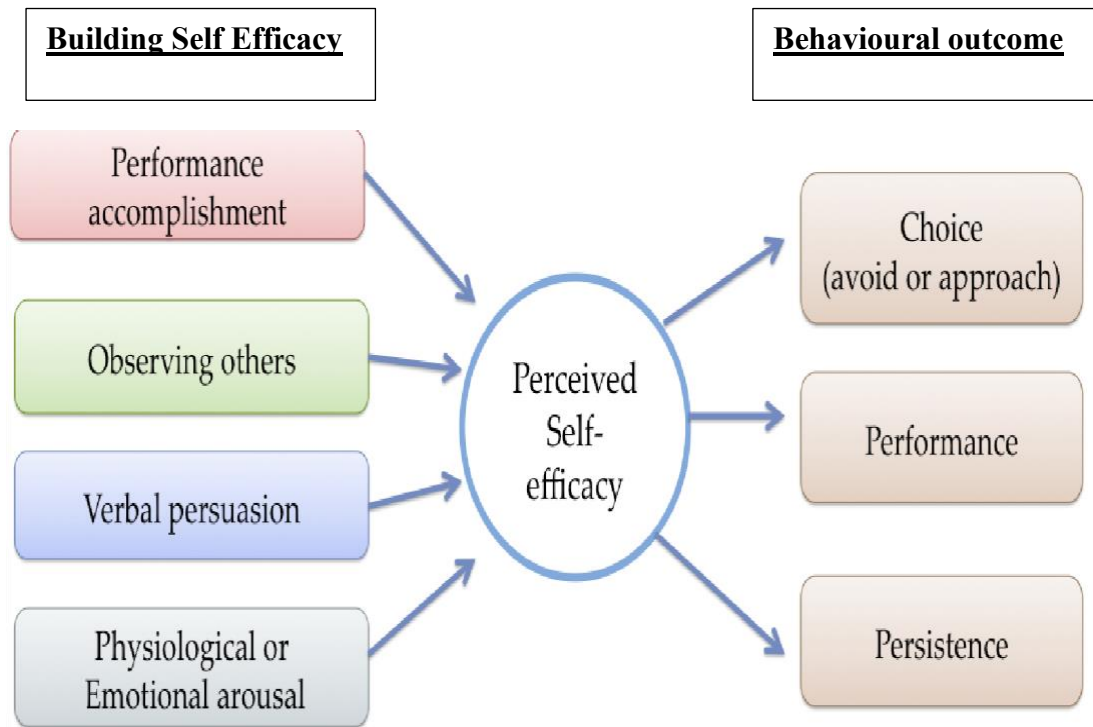 Building Self Efficacy
Behavioural outcome
Performance
accomplishment
Observing others
Verbal persuasion
Physiological or
Emotional arousal
Perceived
Self-
efficacy
Choice
(avoid or approach)
Performance
Persistence